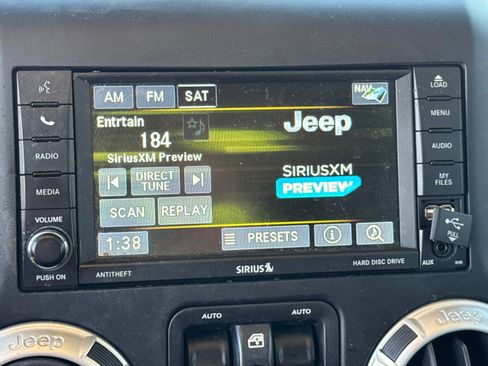 AM FM SAT NAV
LOAD
Entrtain
184
Jeep
MENU
SiriusXM Preview
RADIO
AUDIO
DIRECT
TUNE
SIRIUSXM
PREVIEW
MEDIA
MY
FILES
SCAN REPLAY
VOLUME
PULL
1:38 PRESETS
PUSH ON
ANTITHEFT
SIRIUS
HARD DISC DRIVE
AUX
RHB
AUTO AUTO
Jeep
Jeep